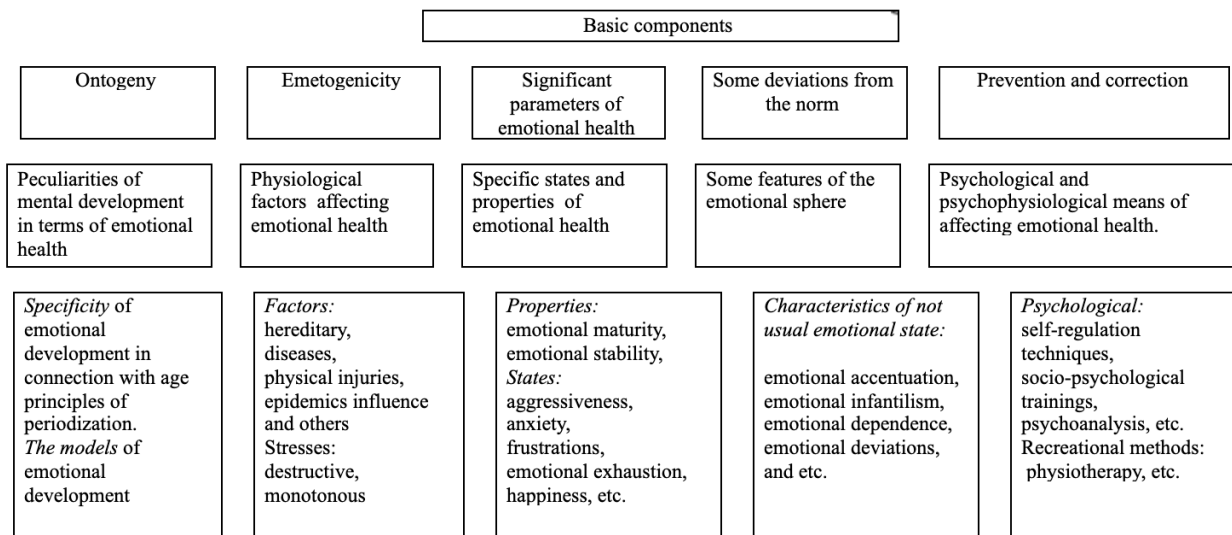 Basic components
Ontogeny
Emetogenicity
Significant
parameters of
emotional health
Some deviations from
the norm
Prevention and correction
Peculiarities of
mental development
in terms of emotional
health
Physiological
factors affecting
emotional health
Specific states and
properties of
emotional health
Some features of the
emotional sphere
Psychological and
psychophysiological means of
affecting emotional health.
Specificity of
emotional
development in
connection with age
principles of
periodization.
The models of
emotional
development
Factors:
hereditary,
diseases,
physical injuries,
epidemics influence
and others
Stresses:
destructive,
monotonous
Properties:
emotional maturity,
emotional stability,
States:
aggressiveness,
anxiety,
frustrations,
emotional exhaustion,
happiness, etc.
Characteristics of not
usual emotional state:
emotional accentuation,
emotional infantilism,
emotional dependence,
emotional deviations,
and etc.
Psychological:
self-regulation
techniques,
socio-psychological
trainings,
psychoanalysis, etc.
Recreational methods:
physiotherapy, etc.